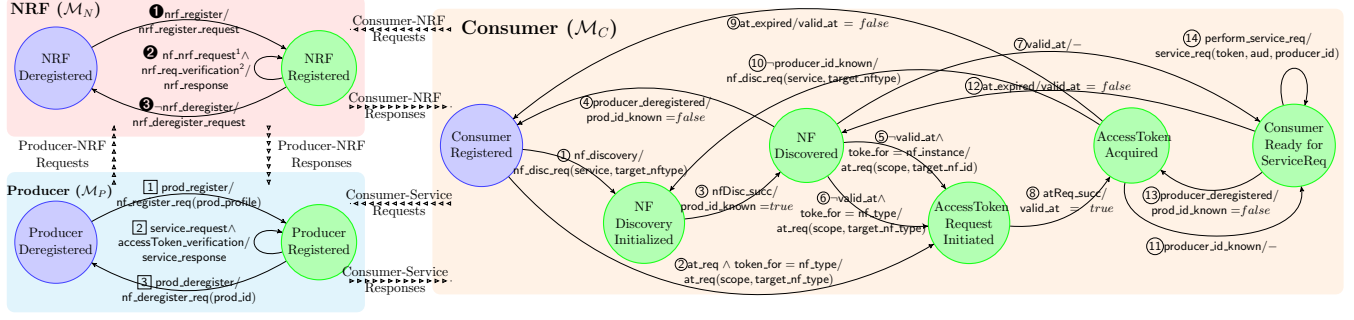 NRF (M_N)
❶nrf_register/
nrf_register_request
NRF
Deregistered
❷ nf_nrf_request¹∧
nrf_req_verification²/
nrf_response
NRF
Registered
❸¬nrf_deregister/
nrf_deregister_request
Consumer-NRF
Requests
Consumer-NRF
Responses
Producer-NRF
Requests
Producer-NRF
Responses
Producer (M_P)
1 prod_register/
nf_register_req(prod_profile)
Producer
Deregistered
2 service_request∧
accessToken_verification/
service_response
Producer
Registered
3 prod_deregister/
nf_deregister_req(prod_id)
Consumer-Service
Requests
Consumer-Service
Responses
Consumer (M_C)
⑨at_expired/valid_at = false
⑦valid_at/−
⑭ perform_service_req/
service_req(token, aud, producer_id)
⑩¬producer_id_known/
nf_disc_req(service, target_nftype)
⑫at_expired/valid_at = false
④producer_deregistered/
prod_id_known =false
Consumer
Registered
① nf_discovery/
nf_disc_req(service, target_nftype)
NF
Discovered
⑤¬valid_at∧
toke_for = nf_instance/
at_req(scope, target_nf_id)
AccessToken
Acquired
Consumer
Ready for
ServiceReq
③ nfDisc_succ/
prod_id_known =true
⑥¬valid_at∧
toke_for = nf_type/
at_req(scope, target_nf_type)
⑧ atReq_succ/
valid_at = true
⑬producer_deregistered/
prod_id_known =false
NF
Discovery
Initialized
AccessToken
Request
Initiated
⑪producer_id_known/−
②at_req ∧ token_for = nf_type/
at_req(scope, target_nf_type)